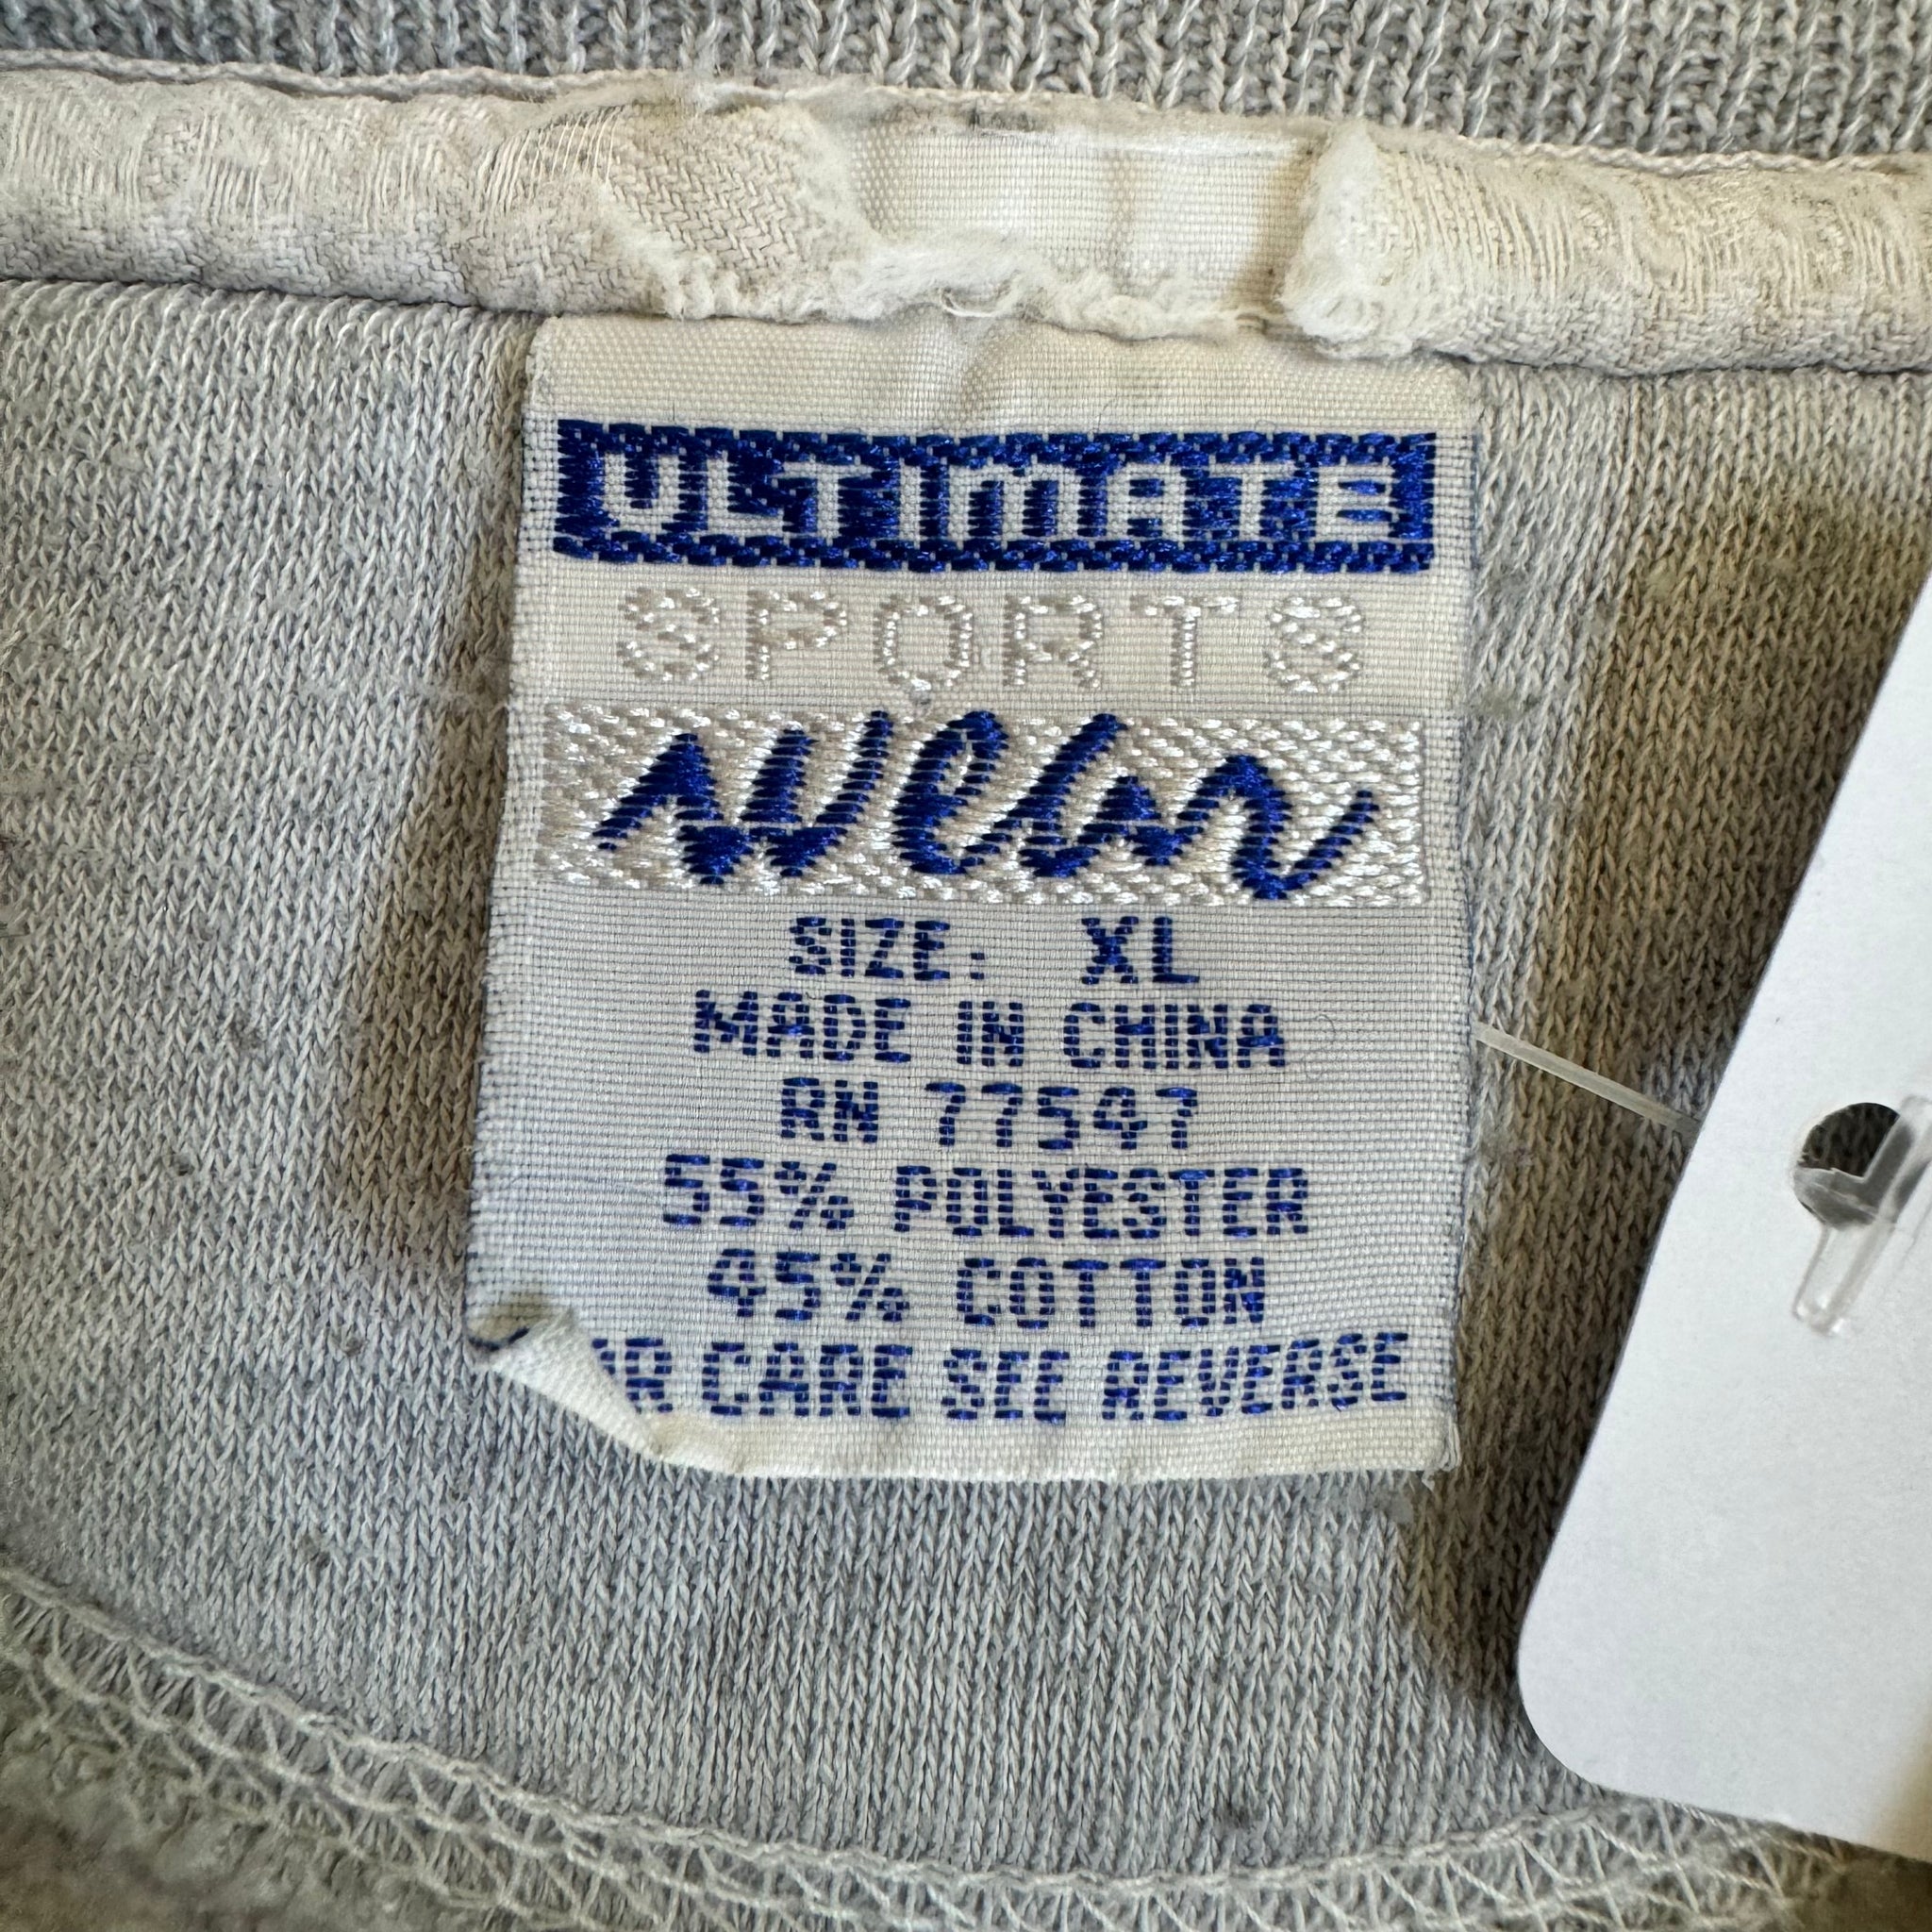 ULTIMATE
SPORTS
Wear
SIZE: XL
MADE IN CHINA
RN 77547
55% POLYESTER
45% COTTON
CARE SEE REVERSE